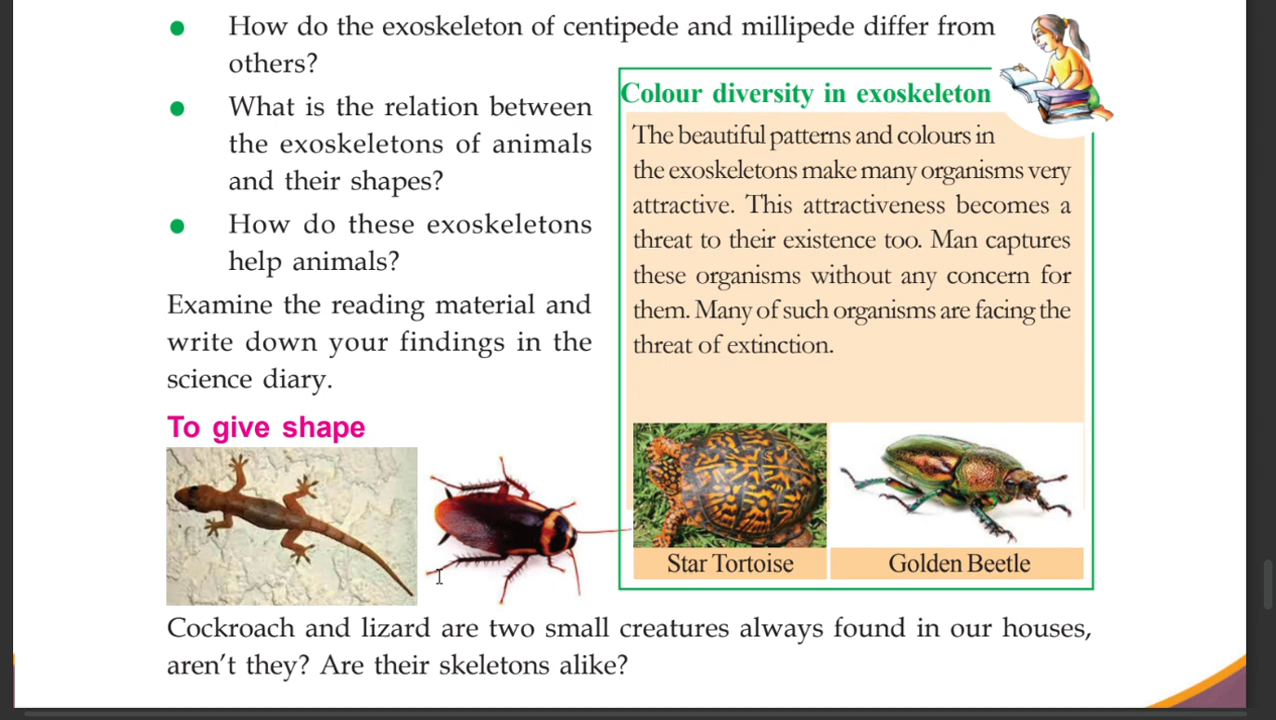 How do the exoskeleton of centipede and millipede differ from
others?
What is the relation between
the exoskeletons of animals
and their shapes?
How do these exoskeletons
help animals?
Examine the reading material and
write down your findings in the
science diary.
Colour diversity in exoskeleton
The beautiful patterns and colours in
the exoskeletons make many organisms very
attractive. This attractiveness becomes a
threat to their existence too. Man captures
these organisms without any concern for
them. Many of such organisms are facing the
threat of extinction.
Star Tortoise
Golden Beetle
To give shape
Cockroach and lizard are two small creatures always found in our houses,
aren't they? Are their skeletons alike?